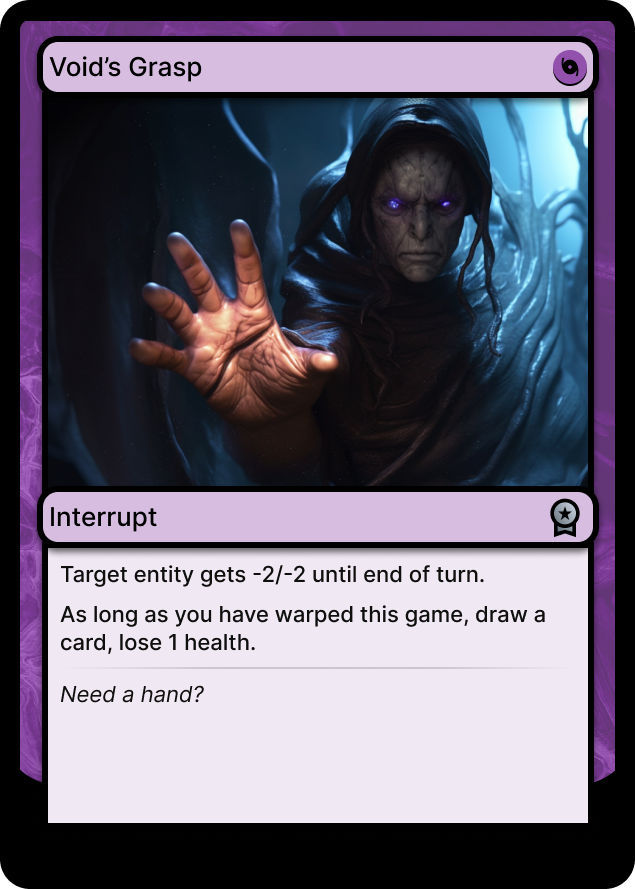 Void’s Grasp
Interrupt
Target entity gets -2/-2 until end of turn.
As long as you have warped this game, draw a
card, lose 1 health.
Need a hand?